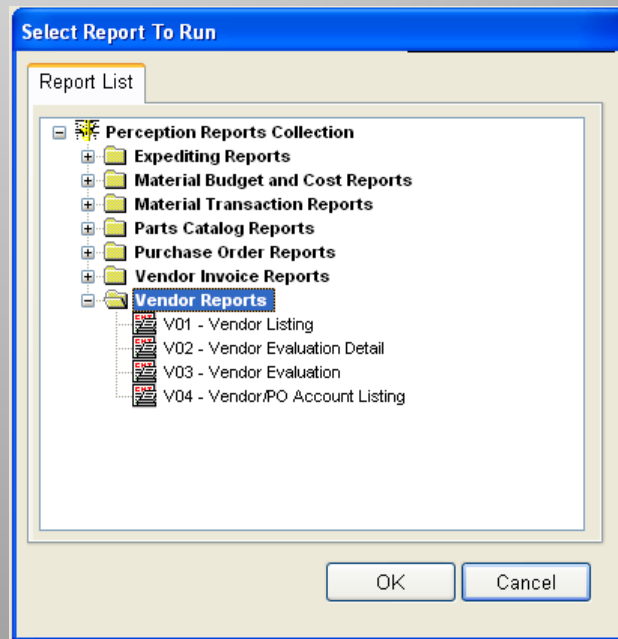 Select Report To Run
Report List
Perception Reports Collection
Expediting Reports
Material Budget and Cost Reports
Material Transaction Reports
Parts Catalog Reports
Purchase Order Reports
Vendor Invoice Reports
Vendor Reports
V01 - Vendor Listing
V02 - Vendor Evaluation Detail
V03 - Vendor Evaluation
V04 - Vendor/PO Account Listing
OK Cancel